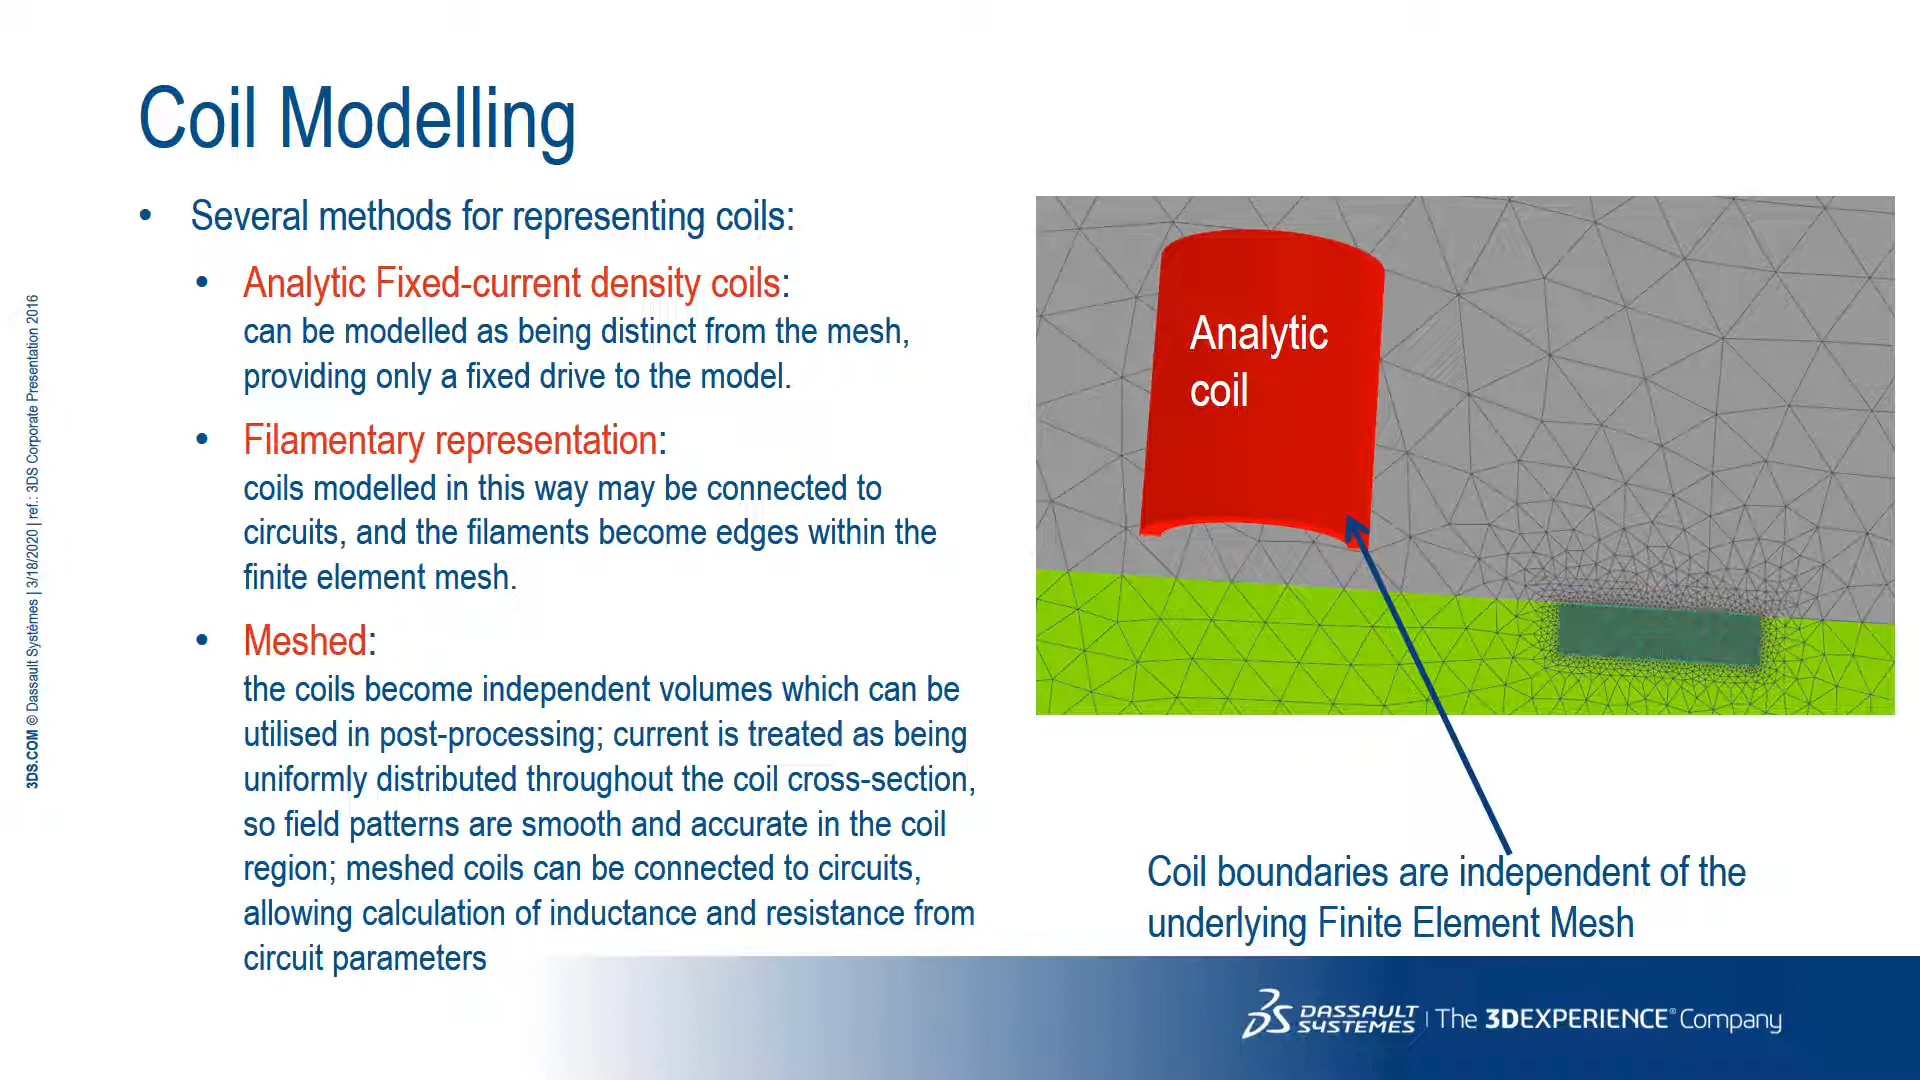 Coil Modelling
• Several methods for representing coils:
• Analytic Fixed-current density coils:
can be modelled as being distinct from the mesh,
providing only a fixed drive to the model.
• Filamentary representation:
coils modelled in this way may be connected to
circuits, and the filaments become edges within the
finite element mesh.
• Meshed:
the coils become independent volumes which can be
utilised in post-processing; current is treated as being
uniformly distributed throughout the coil cross-section,
so field patterns are smooth and accurate in the coil
region; meshed coils can be connected to circuits,
allowing calculation of inductance and resistance from
circuit parameters
Analytic
coil
Coil boundaries are independent of the
underlying Finite Element Mesh
3DS.COM © Dassault Systèmes | 3/18/2020 | ref.: 3DS Corporate Presentation 2016
3DS DASSAULT
SYSTEMES | The 3DEXPERIENCE® Company